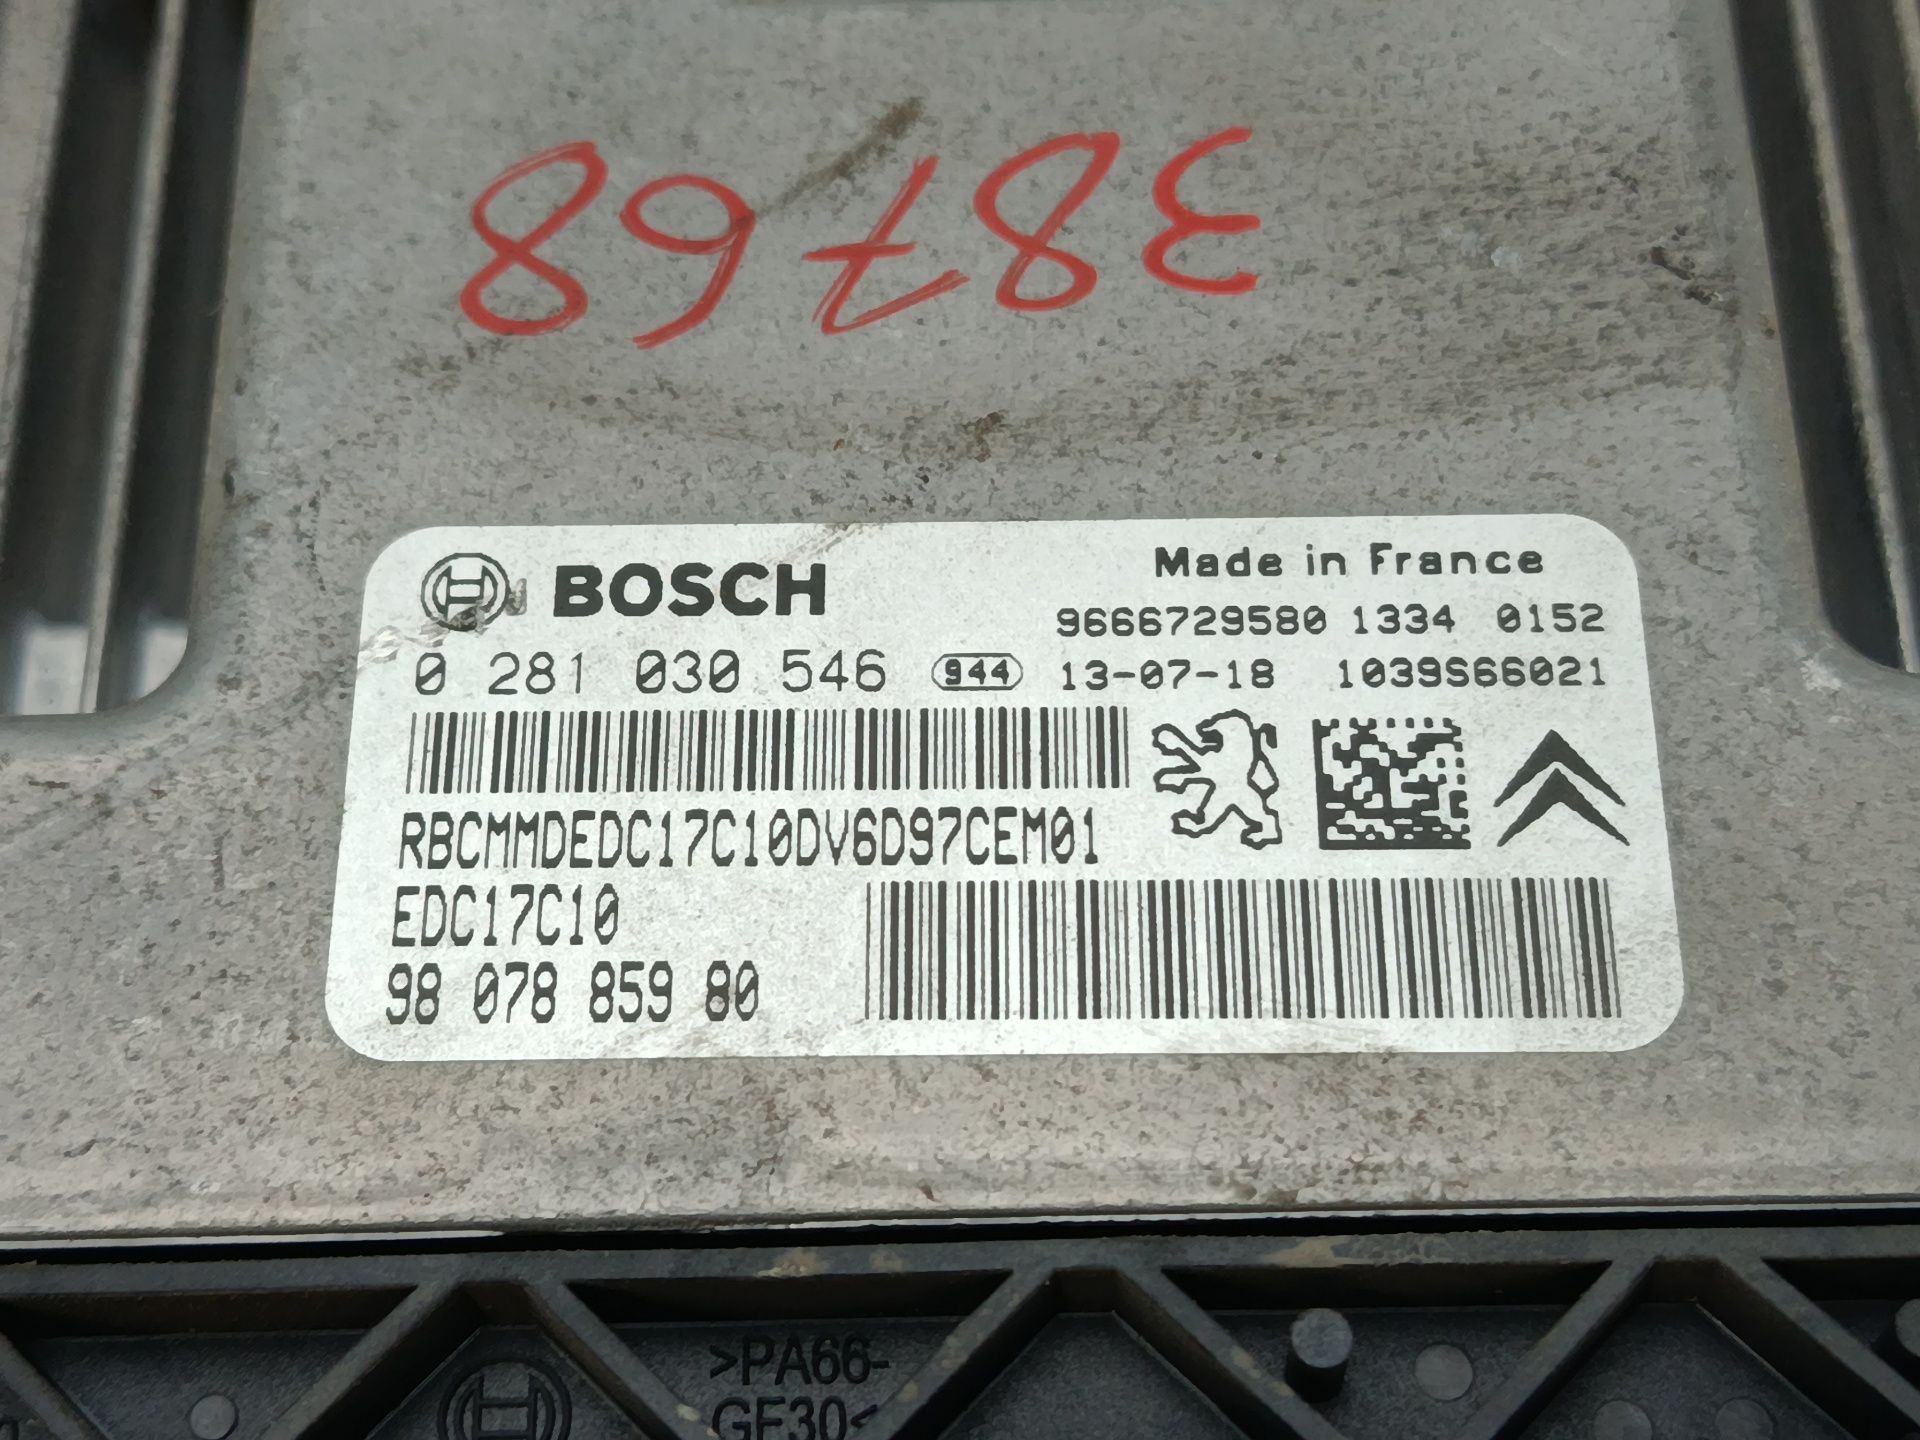 38768
BOSCH
Made in France
9666729580 1334 0152
0 281 030 546 944 13-07-18 1039S66021
RBCMMDEDC17C10DV6D97CEM01
EDC17C10
98 078 859 80
>PA66-
GF30<